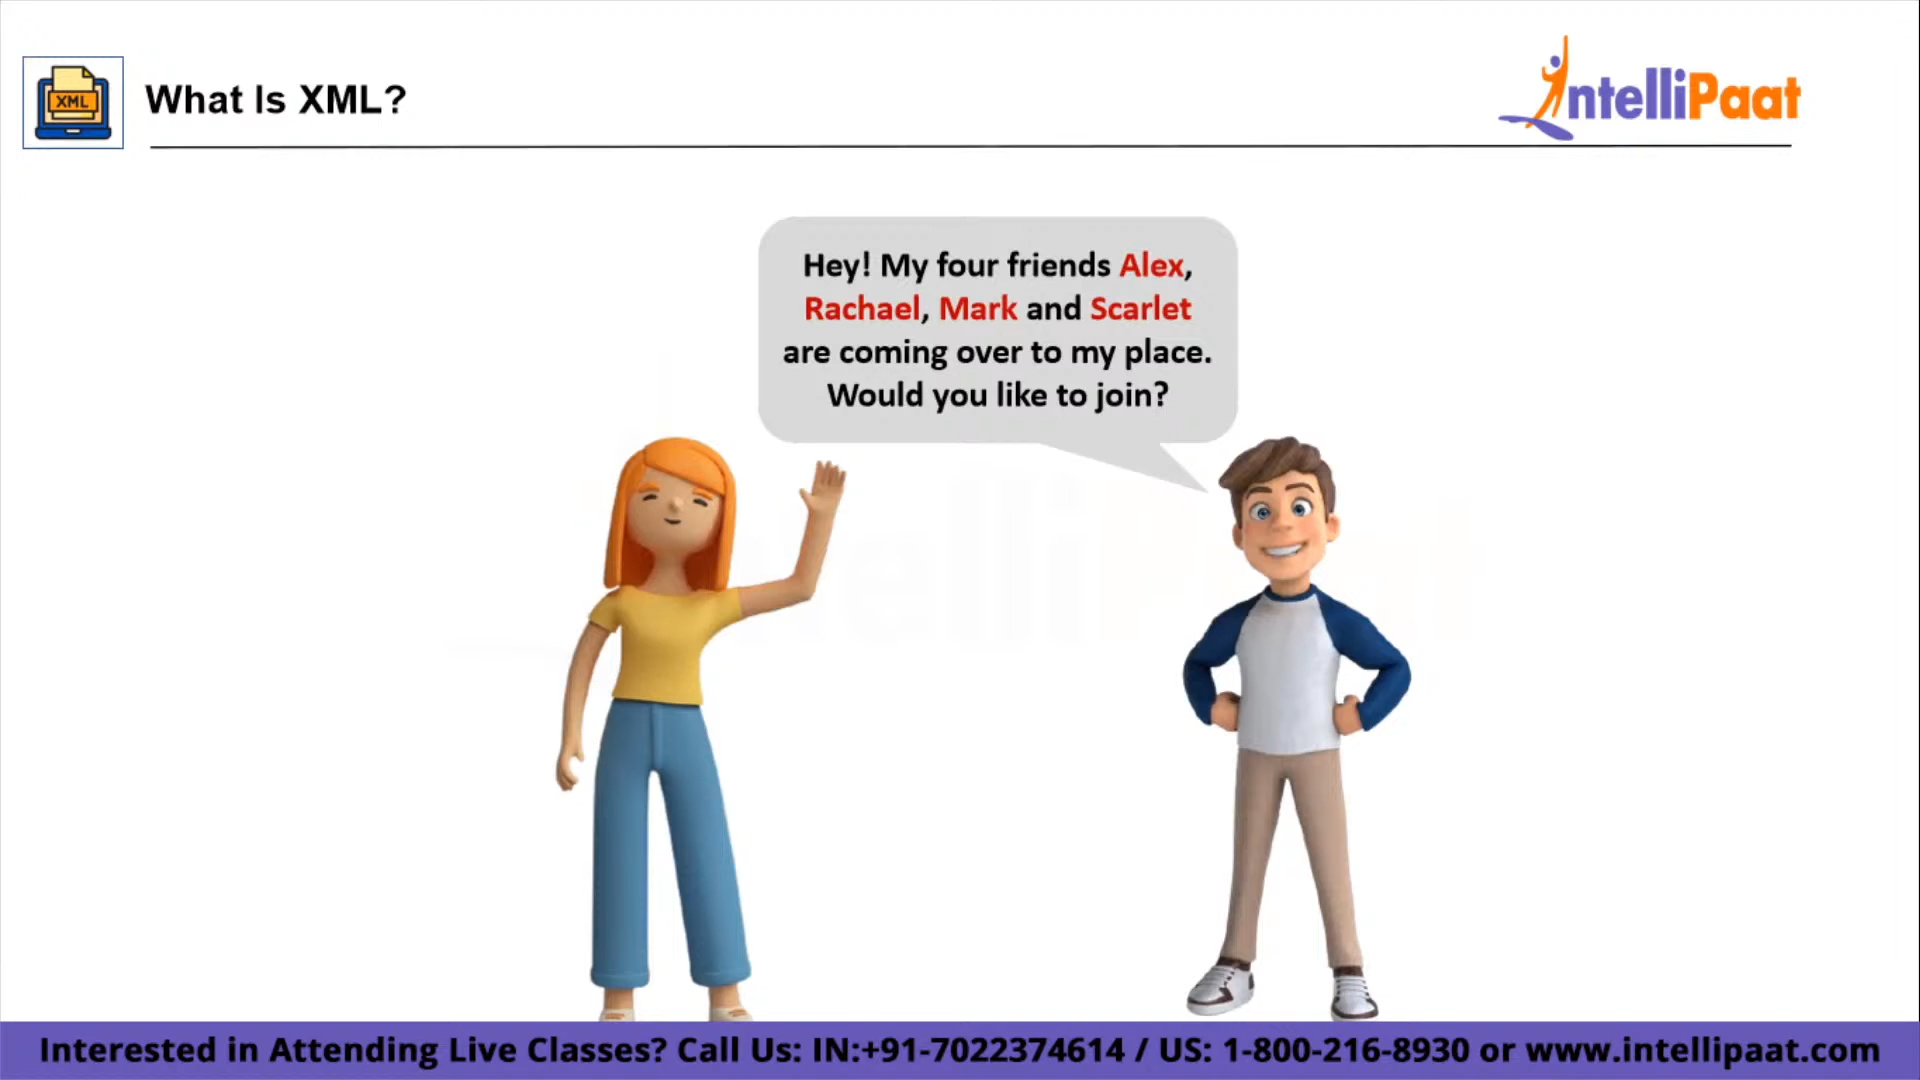 XML
What Is XML?
IntelliPaat
Hey! My four friends Alex,
Rachael, Mark and Scarlet
are coming over to my place.
Would you like to join?
IntelliPaat
Interested in Attending Live Classes? Call Us: IN:+91-7022374614 / US: 1-800-216-8930 or www.intellipaat.com